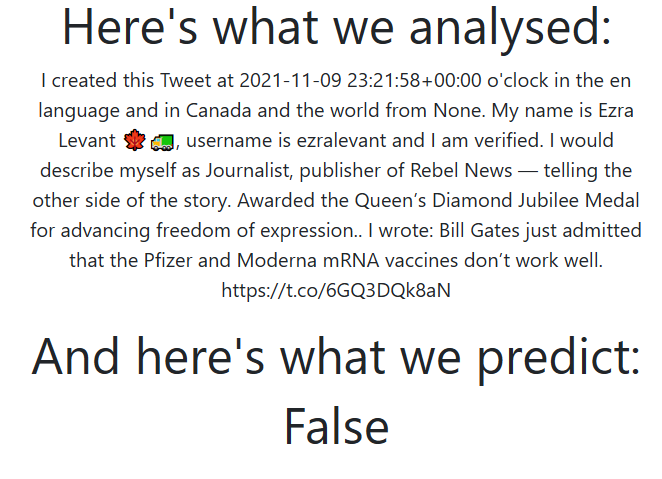 Here's what we analysed:
I created this Tweet at 2021-11-09 23:21:58+00:00 o'clock in the en
language and in Canada and the world from None. My name is Ezra
Levant 🍁🚛, username is ezralevant and I am verified. I would
describe myself as Journalist, publisher of Rebel News — telling the
other side of the story. Awarded the Queen’s Diamond Jubilee Medal
for advancing freedom of expression.. I wrote: Bill Gates just admitted
that the Pfizer and Moderna mRNA vaccines don’t work well.
https://t.co/6GQ3DQk8aN
And here's what we predict:
False